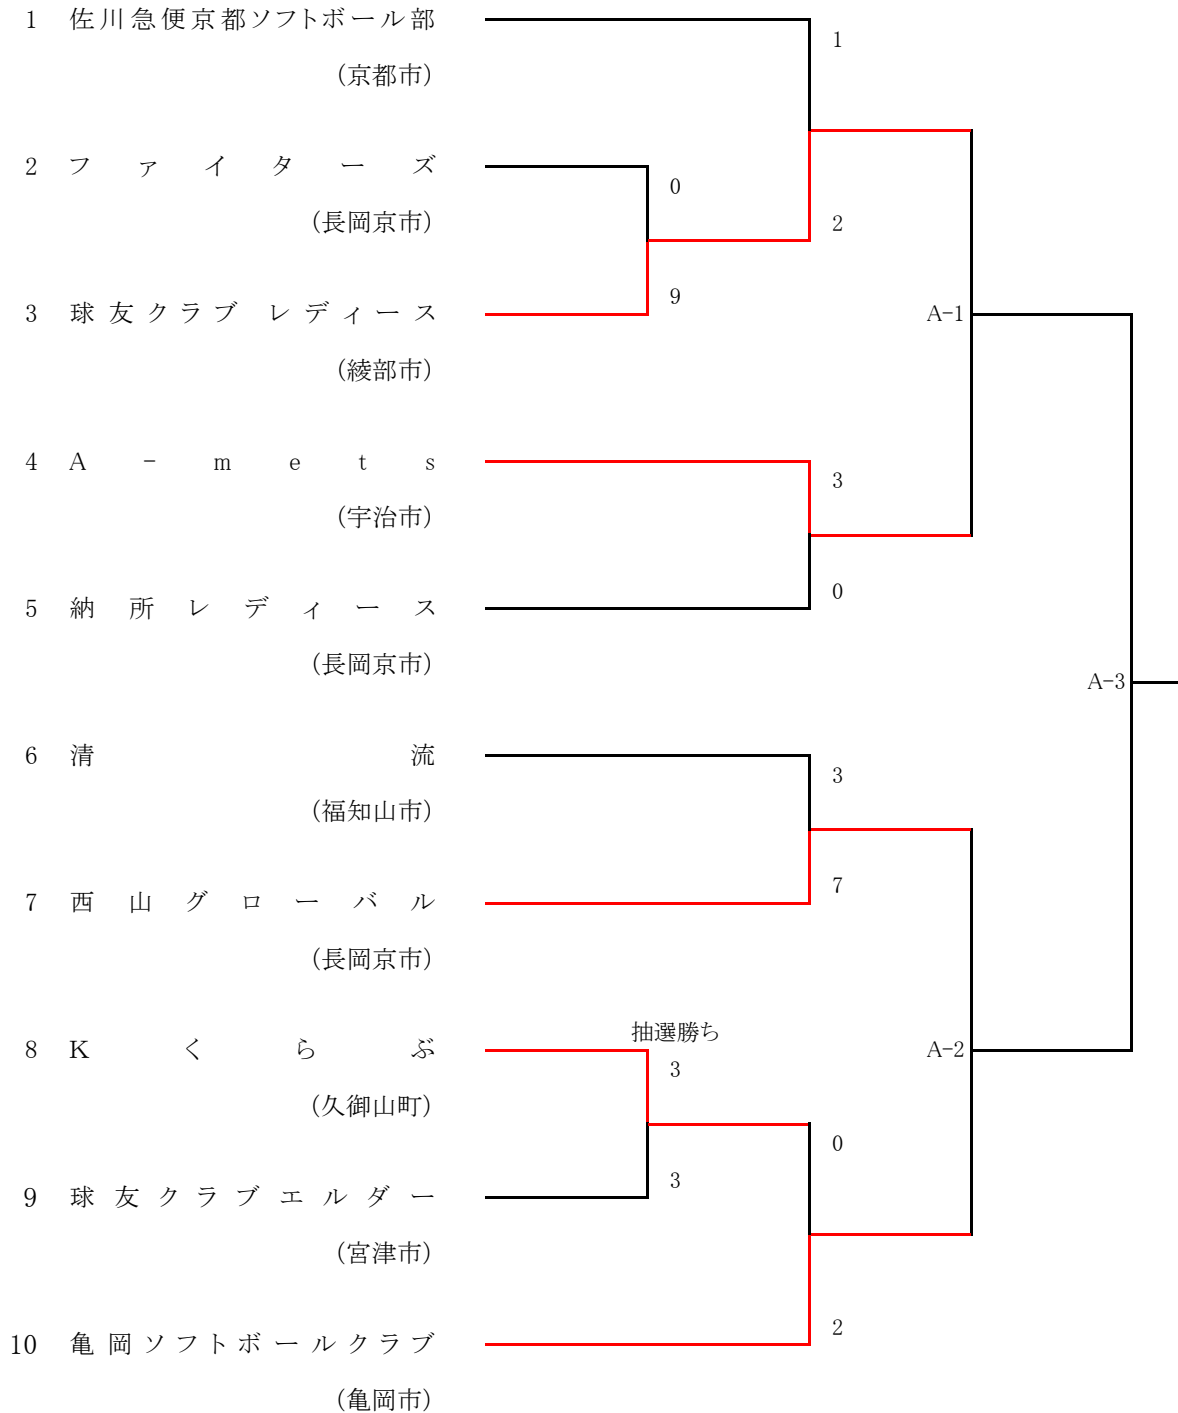 1 佐川急便京都ソフトボール部
1
(京都市)
2 ファイターズ
0
(長岡京市)
2
9
3 球友クラブ レディース
A-1
(綾部市)
4 A-mets
3
(宇治市)
0
5 納所レディース
(長岡京市)
A-3
6 清流
3
(福知山市)
7
7 西山グローバル
(長岡京市)
抽選勝ち
8 Kくらぶ
A-2
3
(久御山町)
0
3
9 球友クラブエルダー
(宮津市)
2
10 亀岡ソフトボールクラブ
(亀岡市)